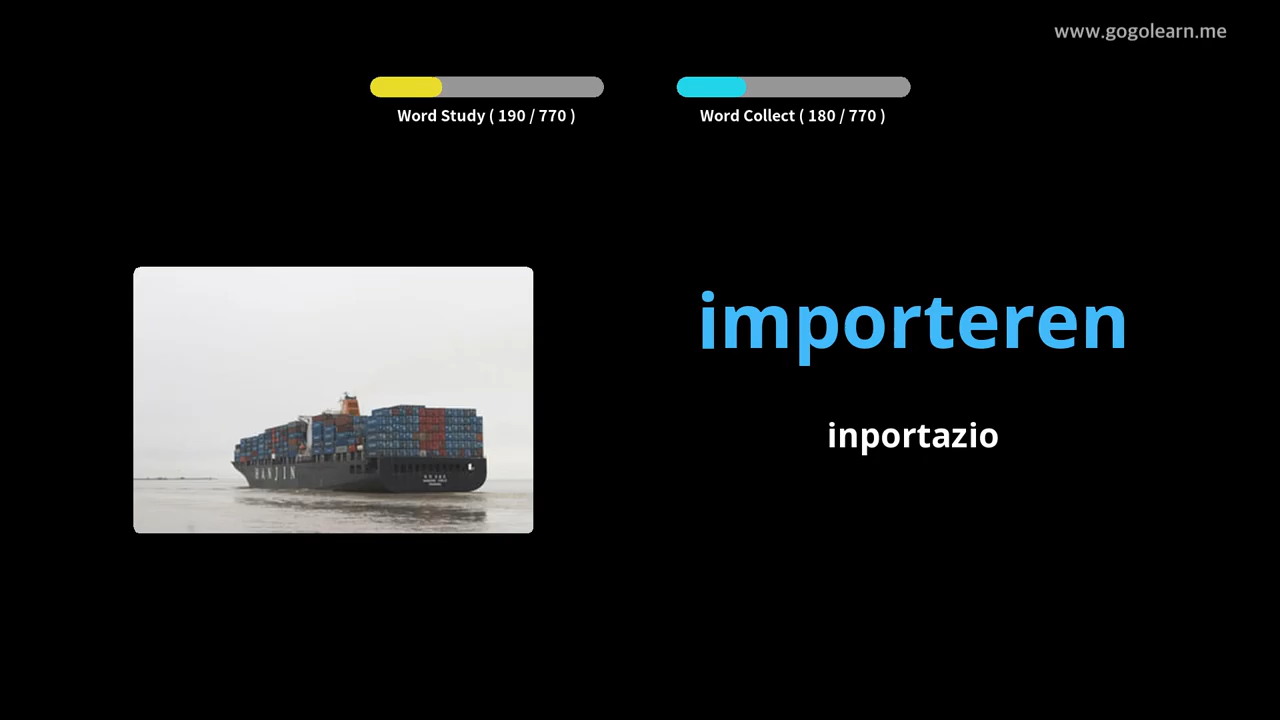 www.gogolearn.me
Word Study ( 190 / 770 )
Word Collect ( 180 / 770 )
importeren
inportazio
HANJIN